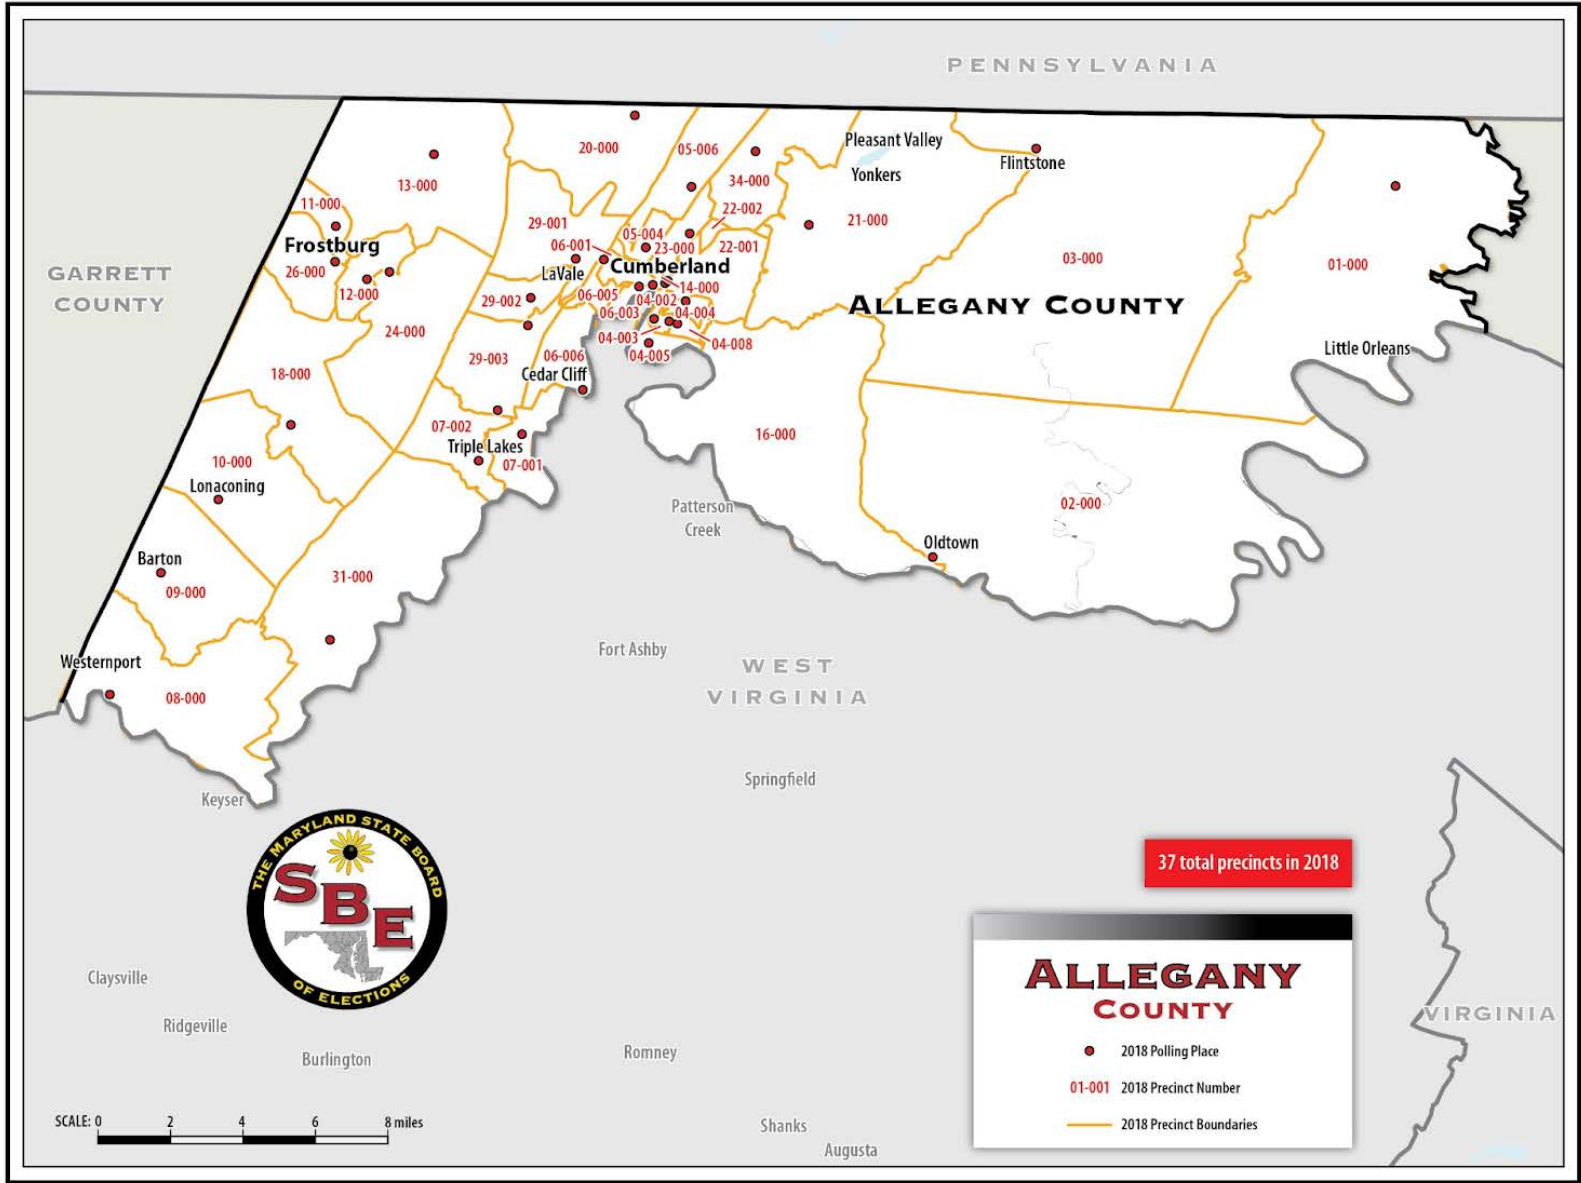 PENNSYLVANIA
20-000
05-006
Pleasant Valley
Flintstone
13-000
34-000
Yonkers
11-000
29-001
22-002
21-000
05-004
Frostburg
06-001
23-000
22-001
03-000
01-000
GARRETT
COUNTY
26-000
LaVale
Cumberland
12-000
29-002
06-005
14-000
04-002
ALLEGANY COUNTY
24-000
06-003
04-004
04-003
04-008
29-003
06-006
04-005
Little Orleans
18-000
Cedar Cliff
07-002
16-000
Triple Lakes
10-000
07-001
Lonaconing
02-000
Patterson
Creek
Oldtown
Barton
31-000
09-000
Fort Ashby
Westernport
WEST
VIRGINIA
08-000
Springfield
Keyser
THE MARYLAND STATE BOARD
SBE
OF ELECTIONS
37 total precincts in 2018
Claysville
ALLEGANY
COUNTY
VIRGINIA
Ridgeville
Burlington
Romney
2018 Polling Place
01-001 2018 Precinct Number
2018 Precinct Boundaries
SCALE: 0 2 4 6 8 miles
Shanks
Augusta